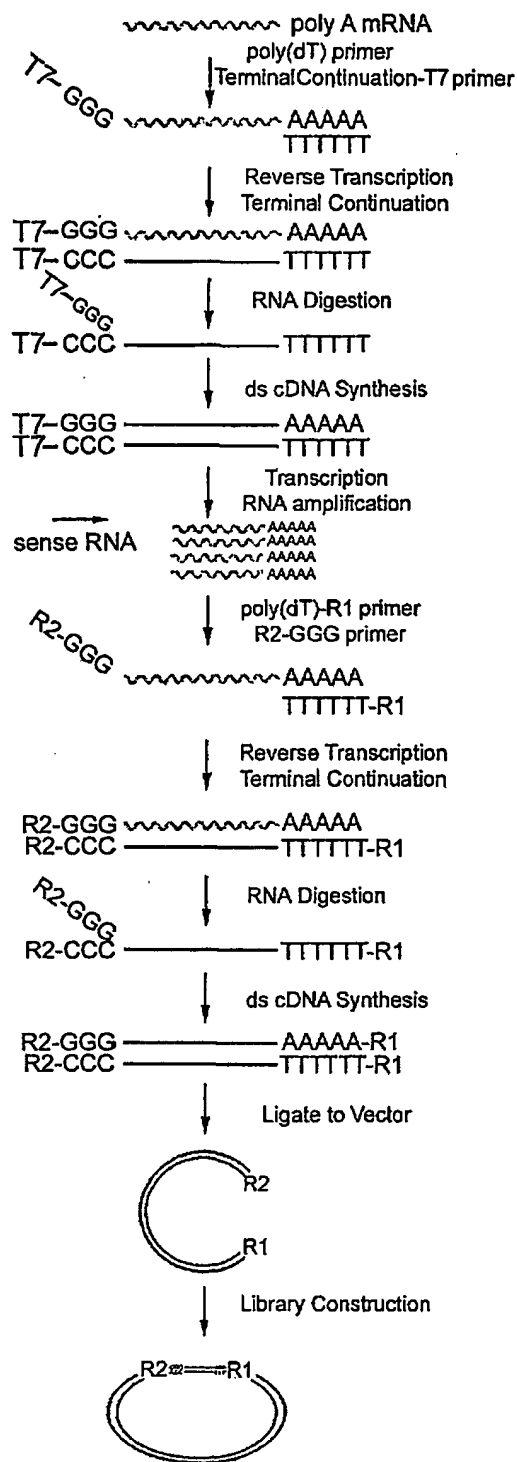 poly A mRNA
poly(dT) primer
TerminalContinuation-T7 primer
T7-GGG
AAAAA
TTTTTT
Reverse Transcription
Terminal Continuation
T7-GGG AAAAA
T7-CCC TTTTTT
T7-GGG
RNA Digestion
T7-CCC TTTTTT
ds cDNA Synthesis
T7-GGG AAAAA
T7-CCC TTTTTT
Transcription
RNA amplification
sense RNA
AAAAA
AAAAA
AAAAA
AAAAA
poly(dT)-R1 primer
R2-GGG primer
R2-GGG
AAAAA
TTTTTT-R1
Reverse Transcription
Terminal Continuation
R2-GGG AAAAA
R2-CCC TTTTTT-R1
R2-GGG
RNA Digestion
R2-CCC TTTTTT-R1
ds cDNA Synthesis
R2-GGG AAAAA-R1
R2-CCC TTTTTT-R1
Ligate to Vector
R2
R1
Library Construction
R2 R1